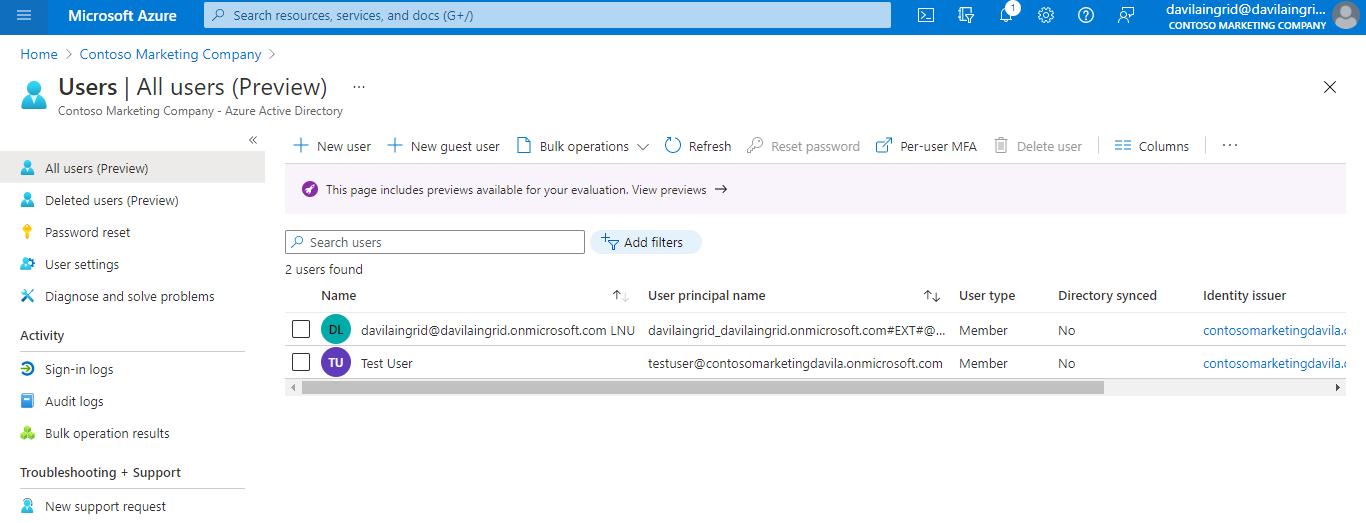 Microsoft Azure
Search resources, services, and docs (G+/)
1
davilaingrid@davilaingri...
CONTOSO MARKETING COMPANY
Home > Contoso Marketing Company >
Users | All users (Preview) ...
Contoso Marketing Company - Azure Active Directory
«
All users (Preview)
Deleted users (Preview)
Password reset
User settings
Diagnose and solve problems
Activity
Sign-in logs
Audit logs
Bulk operation results
Troubleshooting + Support
New support request
New user New guest user Bulk operations Refresh Reset password Per-user MFA Delete user Columns ...
This page includes previews available for your evaluation. View previews →
Search users Add filters
2 users found
Name ↑↓ User principal name ↑↓ User type Directory synced Identity issuer
DL davilaingrid@davilaingrid.onmicrosoft.com LNU davilaingrid_davilaingrid.onmicrosoft.com#EXT#@... Member No contosomarketingdavila.
TU Test User testuser@contosomarketingdavila.onmicrosoft.com Member No contosomarketingdavila.